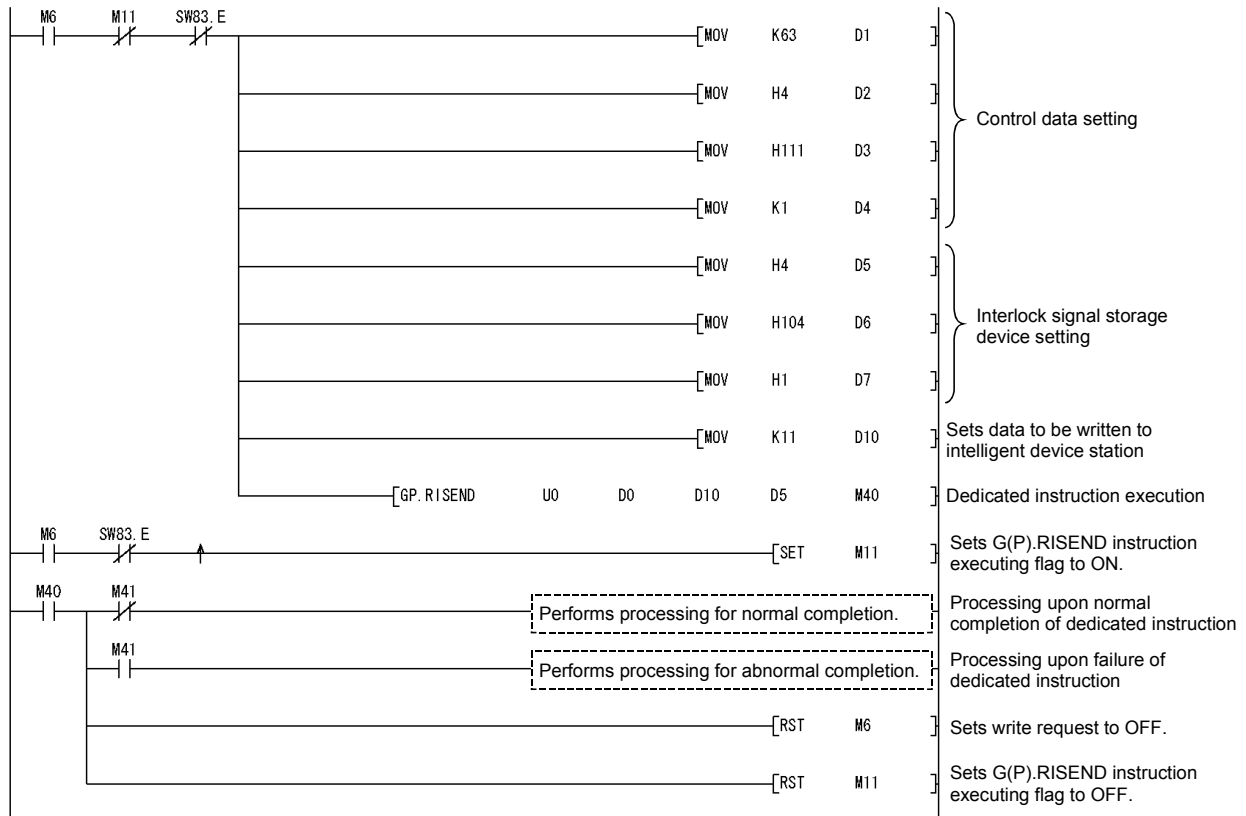 M6 M11 SW83.E
MOV K63 D1
MOV H4 D2
Control data setting
MOV H111 D3
MOV K1 D4
MOV H4 D5
MOV H104 D6
Interlock signal storage
device setting
MOV H1 D7
MOV K11 D10
Sets data to be written to
intelligent device station
GP.RISEND U0 D0 D10 D5 M40
Dedicated instruction execution
M6 SW83.E
SET M11
Sets G(P).RISEND instruction
executing flag to ON.
M40 M41
Performs processing for normal completion.
Processing upon normal
completion of dedicated instruction
M41
Performs processing for abnormal completion.
Processing upon failure of
dedicated instruction
RST M6
Sets write request to OFF.
RST M11
Sets G(P).RISEND instruction
executing flag to OFF.